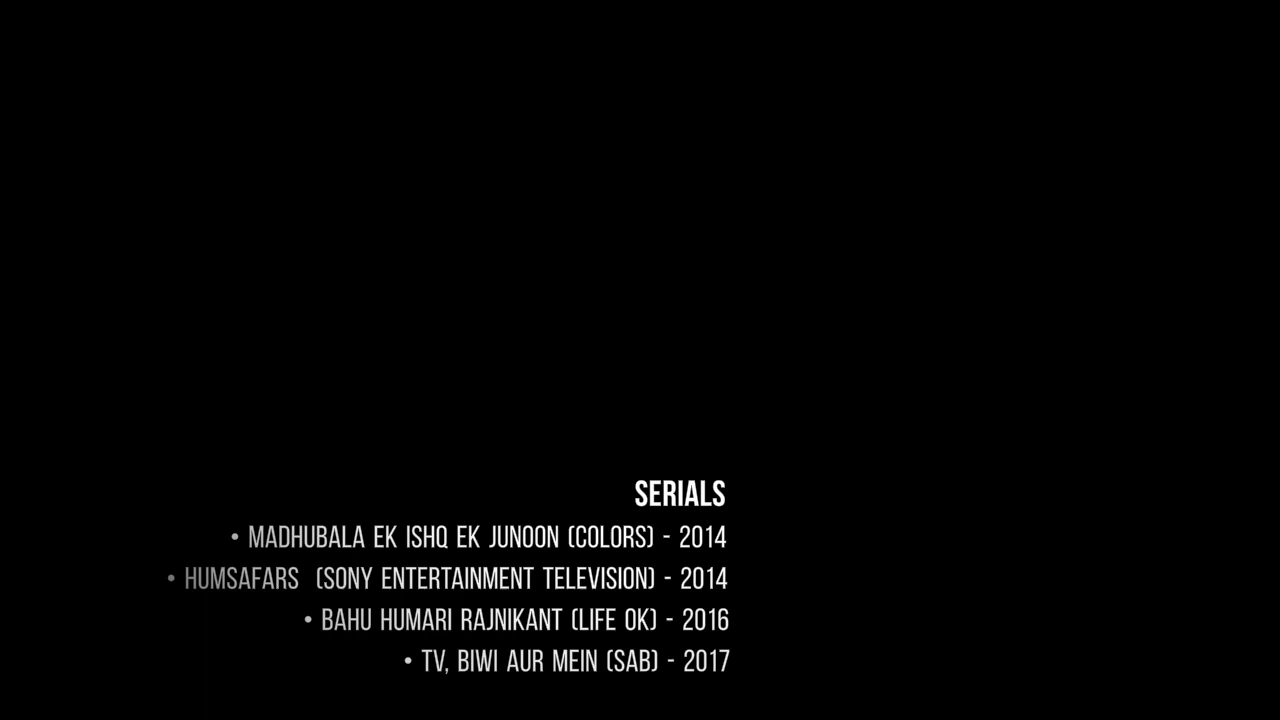 SERIALS
• MADHUBALA EK ISHQ EK JUNOON (COLORS) - 2014
• HUMSAFARS (SONY ENTERTAINMENT TELEVISION) - 2014
• BAHU HUMARI RAJNIKANT (LIFE OK) - 2016
• TV, BIWI AUR MEIN (SAB) - 2017